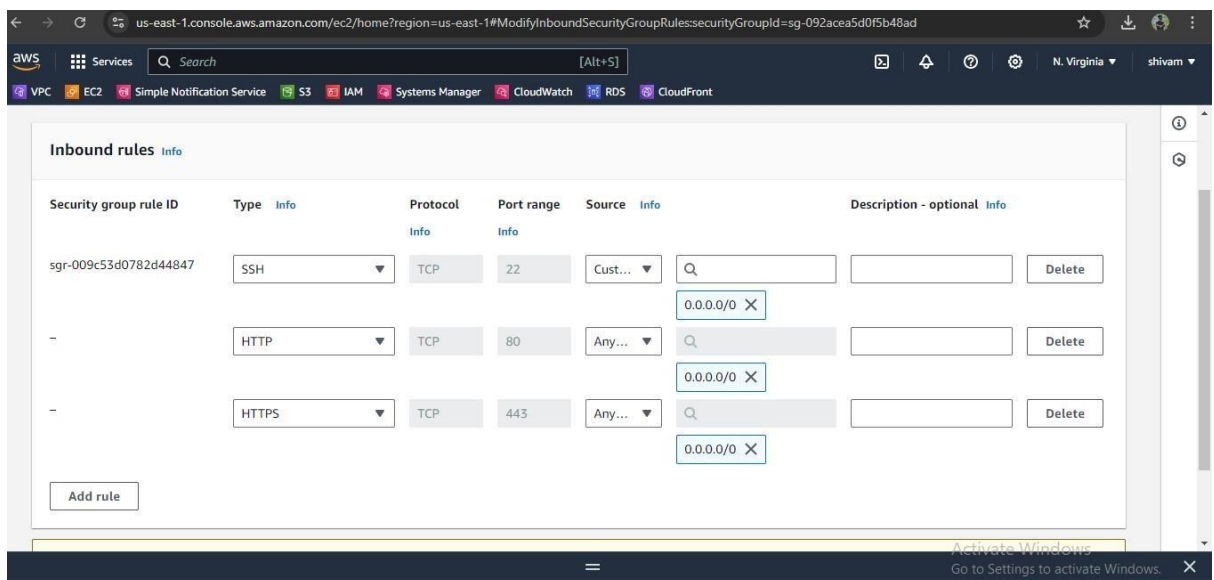 us-east-1.console.aws.amazon.com/ec2/home?region=us-east-1#ModifyInboundSecurityGroupRules:securityGroupId=sg-092acea5d0f5b48ad
aws Services Search [Alt+S] N. Virginia shivam
VPC EC2 Simple Notification Service S3 IAM Systems Manager CloudWatch RDS CloudFront
Inbound rules Info
Security group rule ID Type Info Protocol Port range Source Info Description - optional Info
Info Info
sgr-009c53d0782d44847 SSH TCP 22 Cust... Delete
0.0.0.0/0
– HTTP TCP 80 Any... Delete
0.0.0.0/0
– HTTPS TCP 443 Any... Delete
0.0.0.0/0
Add rule
Activate Windows
Go to Settings to activate Windows.